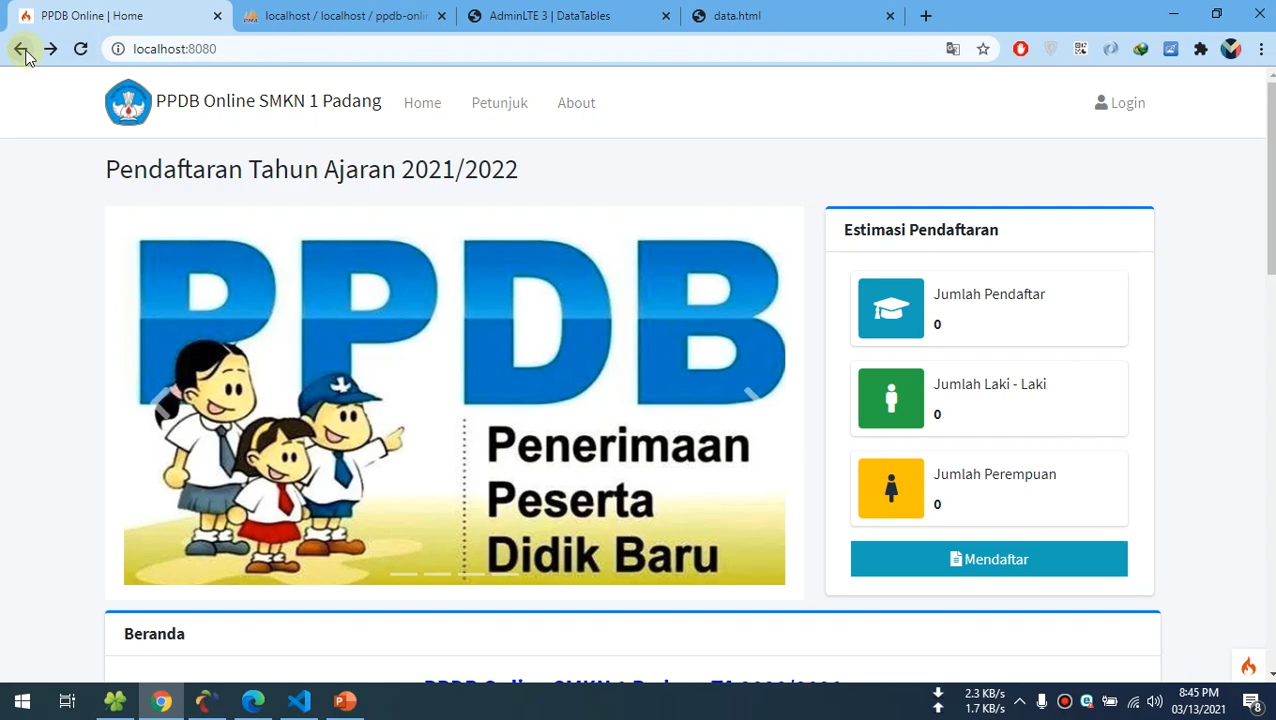 PPDB Online | Home
localhost / localhost / ppdb-onlin
AdminLTE 3 | DataTables
data.html
localhost:8080
PPDB Online SMKN 1 Padang
Home
Petunjuk
About
Login
Pendaftaran Tahun Ajaran 2021/2022
PPDB
Penerimaan
Peserta
Didik Baru
Estimasi Pendaftaran
Jumlah Pendaftar
0
Jumlah Laki - Laki
0
Jumlah Perempuan
0
Mendaftar
Beranda
2.3 KB/s
1.7 KB/s
8:45 PM
03/13/2021
8